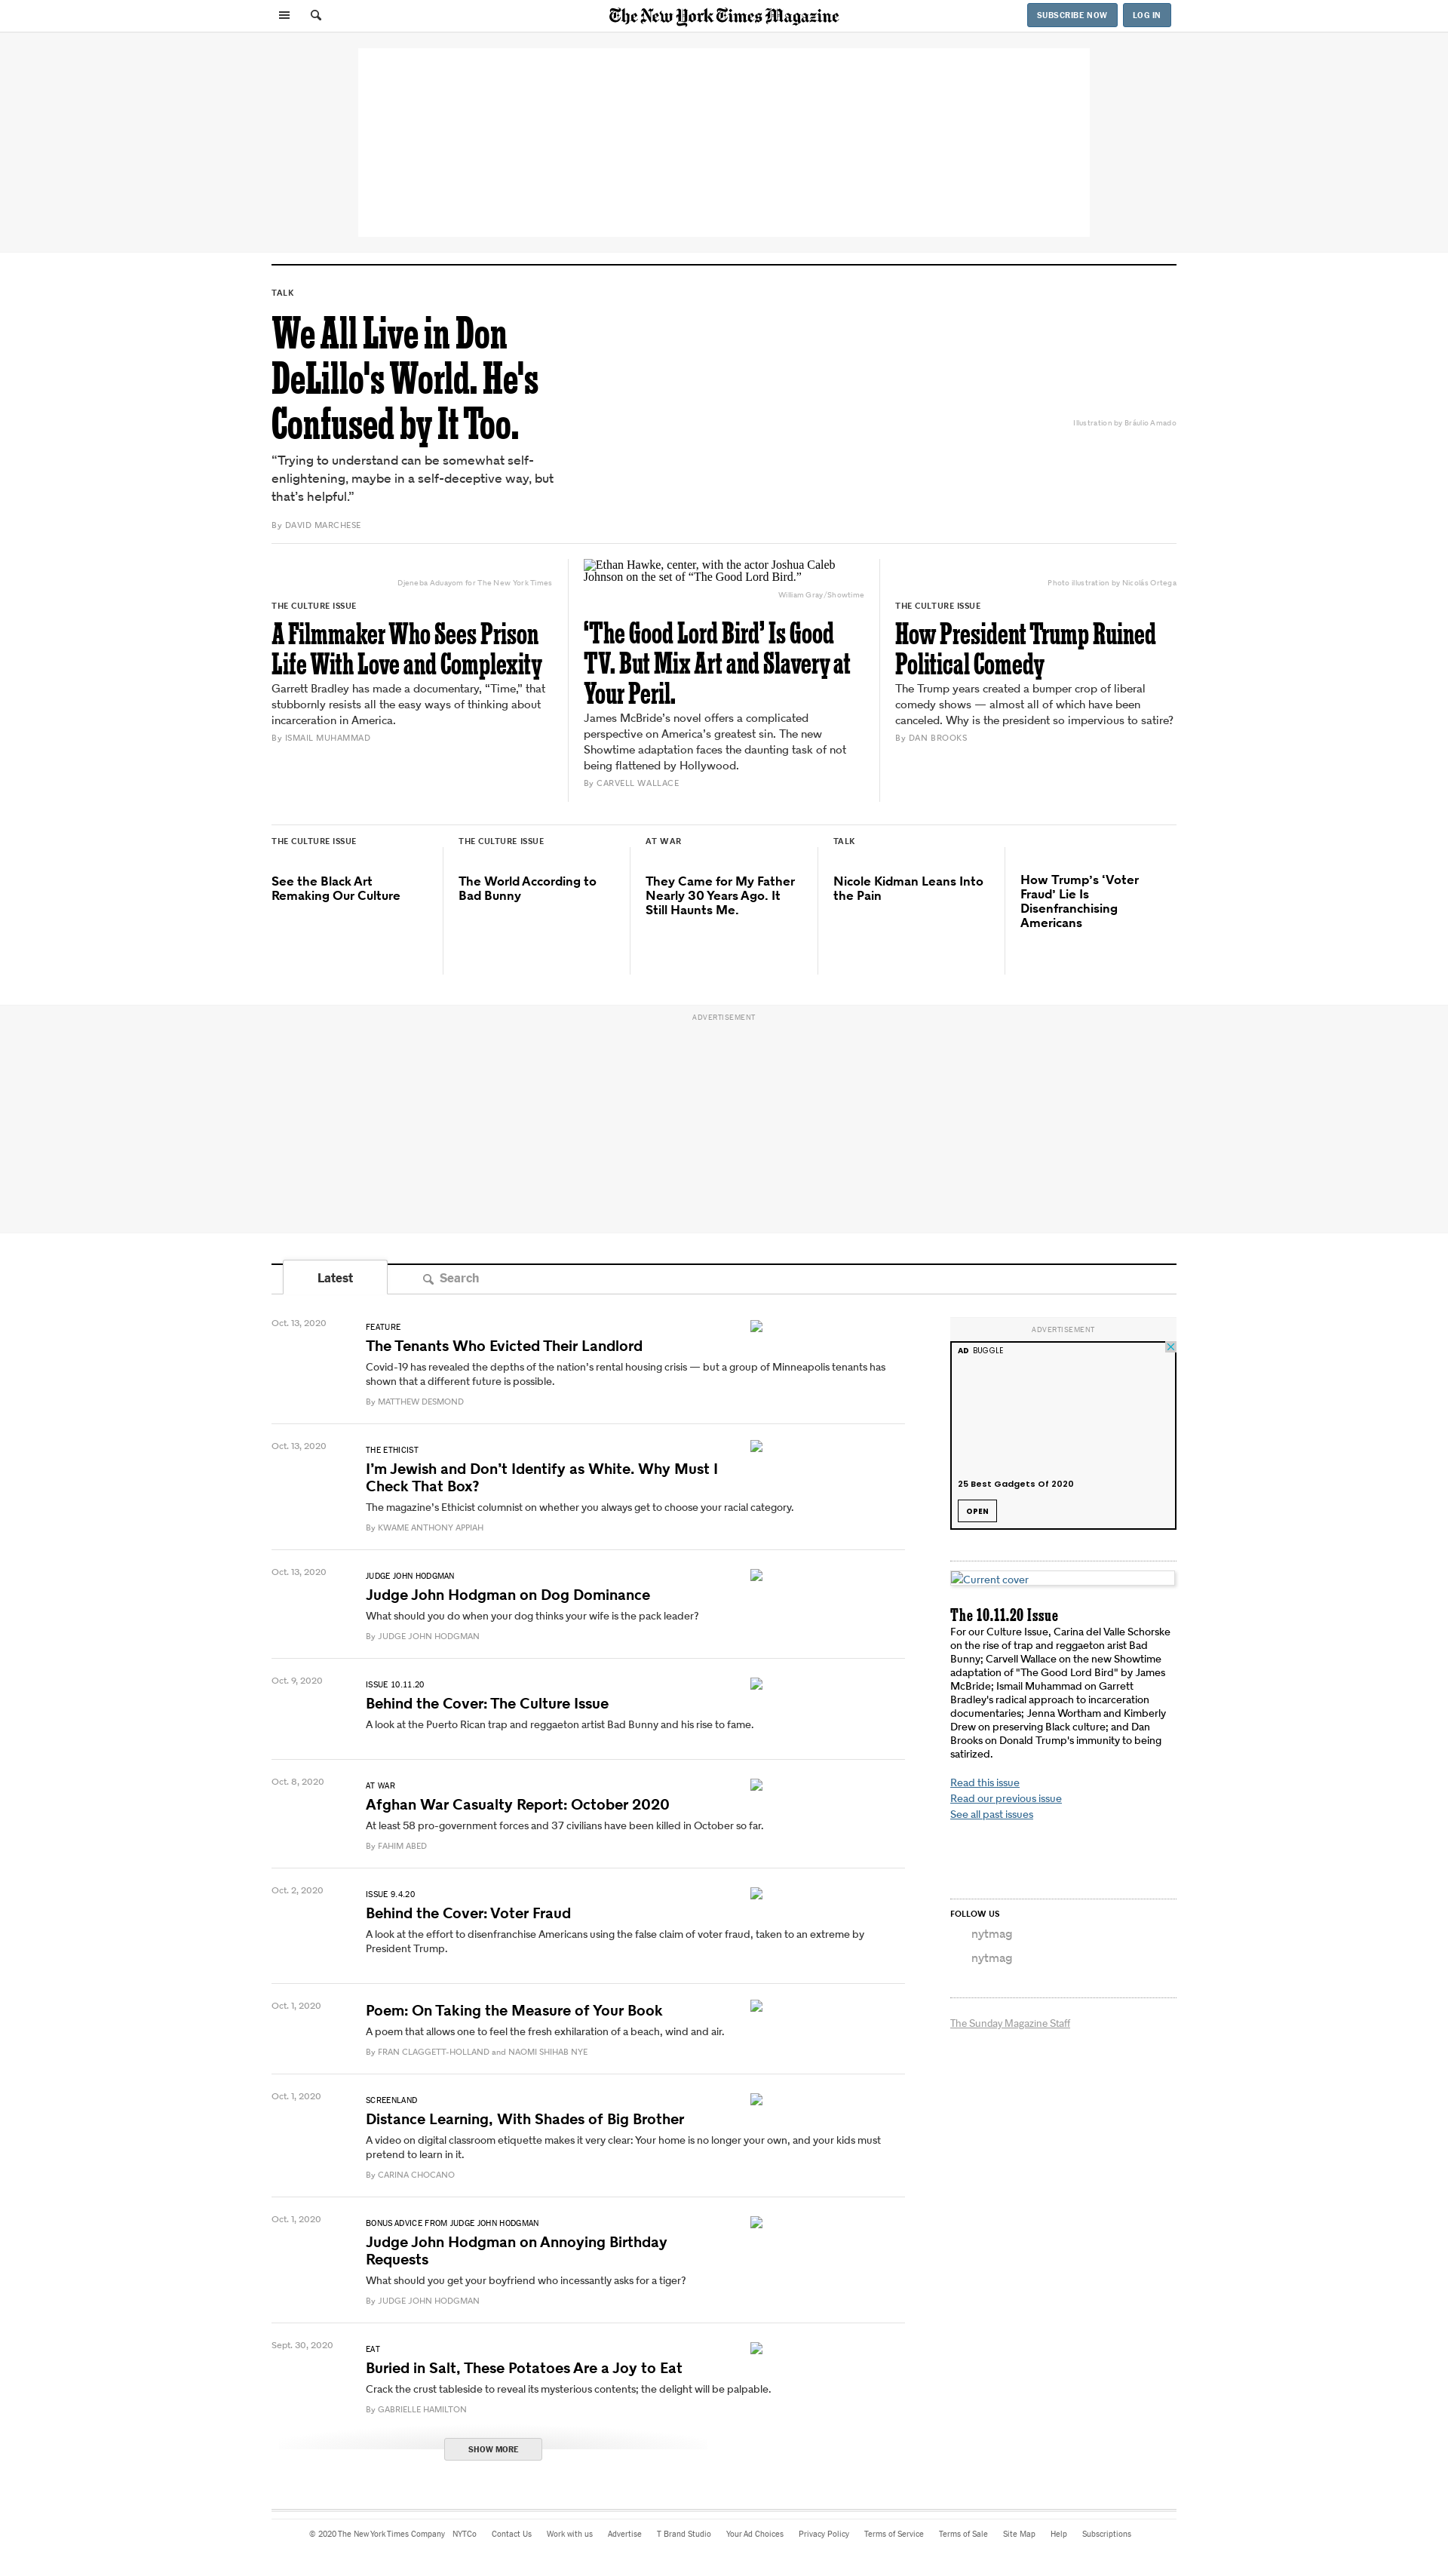 The New York Times Magazine
SUBSCRIBE NOW
LOG IN
TALK
We All Live in Don
DeLillo's World. He's
Confused by It Too.
“Trying to understand can be somewhat self-
enlightening, maybe in a self-deceptive way, but
that’s helpful.”
By DAVID MARCHESE
Illustration by Bráulio Amado
Djeneba Aduayom for The New York Times
THE CULTURE ISSUE
A Filmmaker Who Sees Prison
Life With Love and Complexity
Garrett Bradley has made a documentary, “Time,” that
stubbornly resists all the easy ways of thinking about
incarceration in America.
By ISMAIL MUHAMMAD
Ethan Hawke, center, with the actor Joshua Caleb
Johnson on the set of “The Good Lord Bird.”
William Gray/Showtime
‘The Good Lord Bird’ Is Good
TV. But Mix Art and Slavery at
Your Peril.
James McBride’s novel offers a complicated
perspective on America’s greatest sin. The new
Showtime adaptation faces the daunting task of not
being flattened by Hollywood.
By CARVELL WALLACE
Photo illustration by Nicolás Ortega
THE CULTURE ISSUE
How President Trump Ruined
Political Comedy
The Trump years created a bumper crop of liberal
comedy shows — almost all of which have been
canceled. Why is the president so impervious to satire?
By DAN BROOKS
THE CULTURE ISSUE
See the Black Art
Remaking Our Culture
THE CULTURE ISSUE
The World According to
Bad Bunny
AT WAR
They Came for My Father
Nearly 30 Years Ago. It
Still Haunts Me.
TALK
Nicole Kidman Leans Into
the Pain
How Trump’s ‘Voter
Fraud’ Lie Is
Disenfranchising
Americans
ADVERTISEMENT
Latest
Search
Oct. 13, 2020
FEATURE
The Tenants Who Evicted Their Landlord
Covid-19 has revealed the depths of the nation’s rental housing crisis — but a group of Minneapolis tenants has
shown that a different future is possible.
By MATTHEW DESMOND
Oct. 13, 2020
THE ETHICIST
I’m Jewish and Don’t Identify as White. Why Must I
Check That Box?
The magazine’s Ethicist columnist on whether you always get to choose your racial category.
By KWAME ANTHONY APPIAH
Oct. 13, 2020
JUDGE JOHN HODGMAN
Judge John Hodgman on Dog Dominance
What should you do when your dog thinks your wife is the pack leader?
By JUDGE JOHN HODGMAN
Oct. 9, 2020
ISSUE 10.11.20
Behind the Cover: The Culture Issue
A look at the Puerto Rican trap and reggaeton artist Bad Bunny and his rise to fame.
Oct. 8, 2020
AT WAR
Afghan War Casualty Report: October 2020
At least 58 pro-government forces and 37 civilians have been killed in October so far.
By FAHIM ABED
Oct. 2, 2020
ISSUE 9.4.20
Behind the Cover: Voter Fraud
A look at the effort to disenfranchise Americans using the false claim of voter fraud, taken to an extreme by
President Trump.
Oct. 1, 2020
Poem: On Taking the Measure of Your Book
A poem that allows one to feel the fresh exhilaration of a beach, wind and air.
By FRAN CLAGGETT-HOLLAND and NAOMI SHIHAB NYE
Oct. 1, 2020
SCREENLAND
Distance Learning, With Shades of Big Brother
A video on digital classroom etiquette makes it very clear: Your home is no longer your own, and your kids must
pretend to learn in it.
By CARINA CHOCANO
Oct. 1, 2020
BONUS ADVICE FROM JUDGE JOHN HODGMAN
Judge John Hodgman on Annoying Birthday
Requests
What should you get your boyfriend who incessantly asks for a tiger?
By JUDGE JOHN HODGMAN
Sept. 30, 2020
EAT
Buried in Salt, These Potatoes Are a Joy to Eat
Crack the crust tableside to reveal its mysterious contents; the delight will be palpable.
By GABRIELLE HAMILTON
SHOW MORE
ADVERTISEMENT
AD BUGGLE
25 Best Gadgets Of 2020
OPEN
Current cover
The 10.11.20 Issue
For our Culture Issue, Carina del Valle Schorske
on the rise of trap and reggaeton arist Bad
Bunny; Carvell Wallace on the new Showtime
adaptation of "The Good Lord Bird" by James
McBride; Ismail Muhammad on Garrett
Bradley's radical approach to incarceration
documentaries; Jenna Wortham and Kimberly
Drew on preserving Black culture; and Dan
Brooks on Donald Trump's immunity to being
satirized.
Read this issue
Read our previous issue
See all past issues
FOLLOW US
nytmag
nytmag
The Sunday Magazine Staff
© 2020 The New York Times Company NYTCo Contact Us Work with us Advertise T Brand Studio Your Ad Choices Privacy Policy Terms of Service Terms of Sale Site Map Help Subscriptions